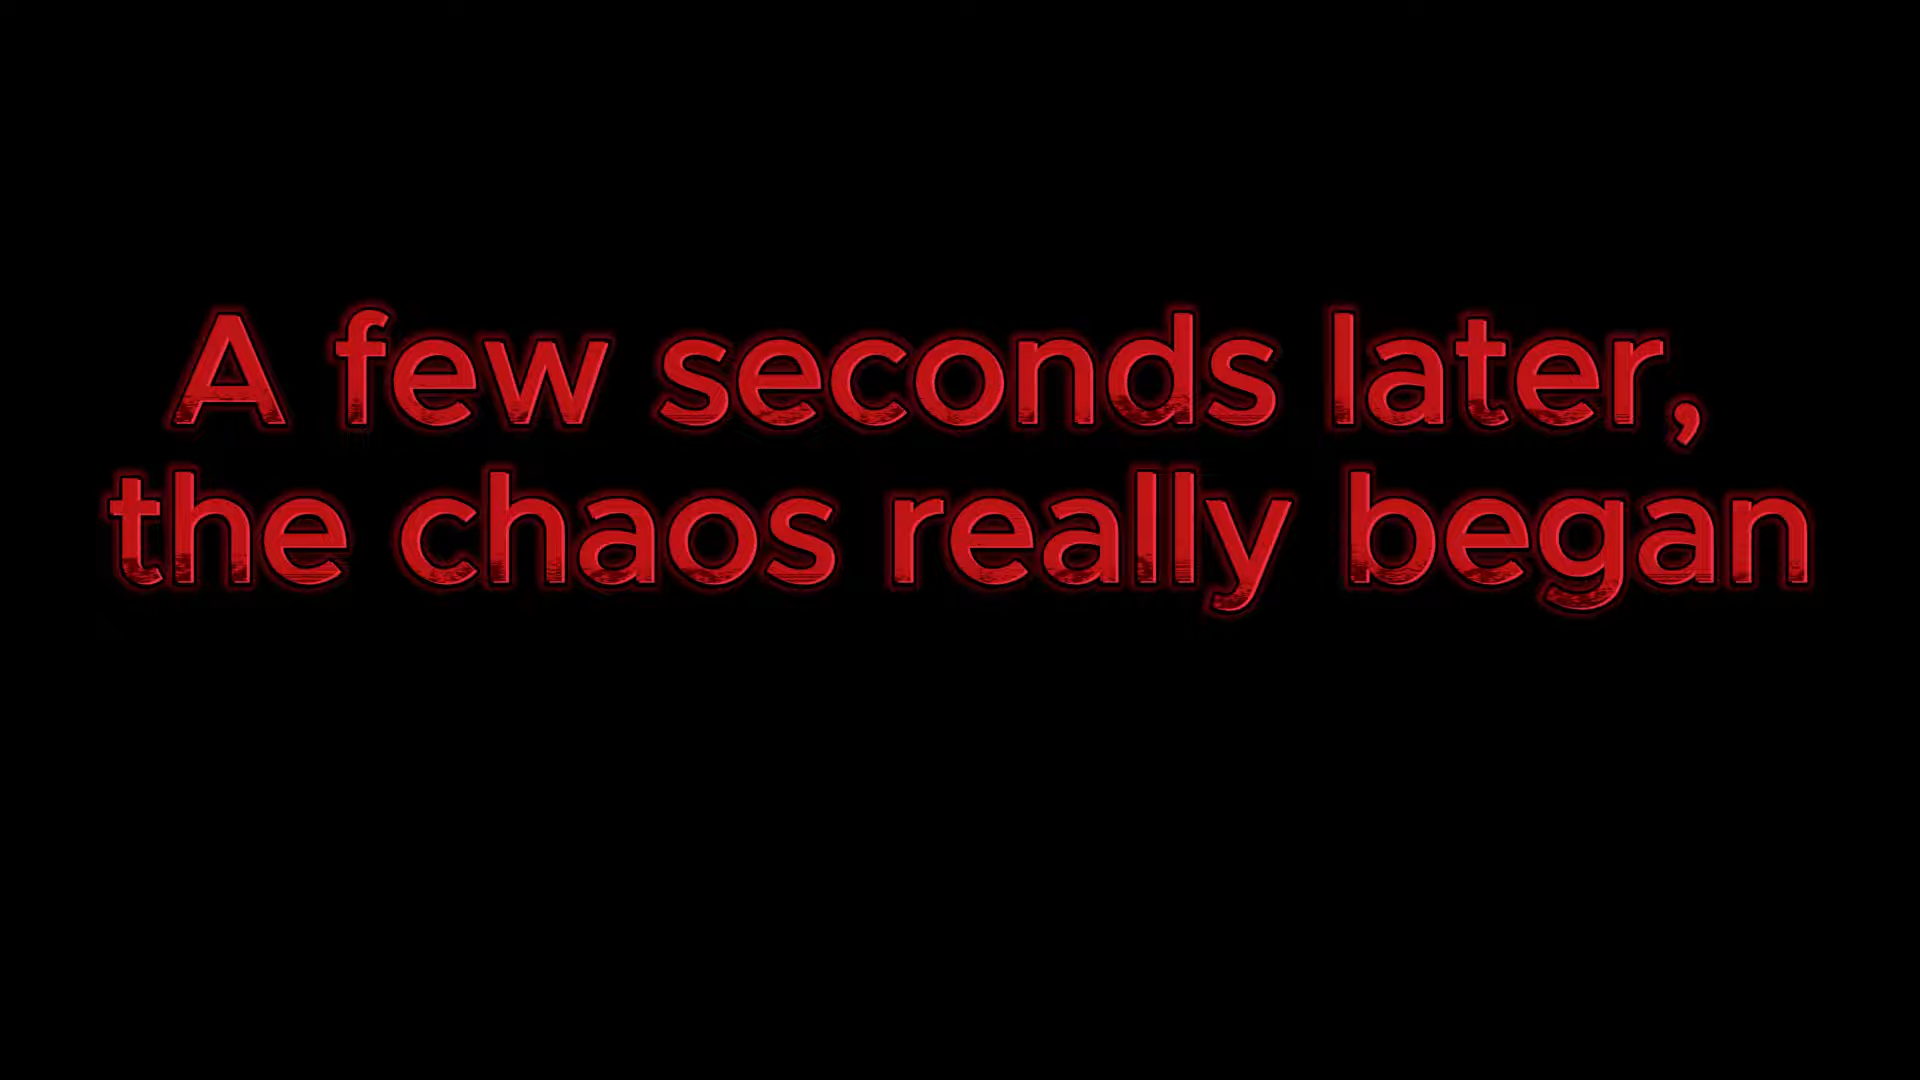 A few seconds later,
the chaos really began